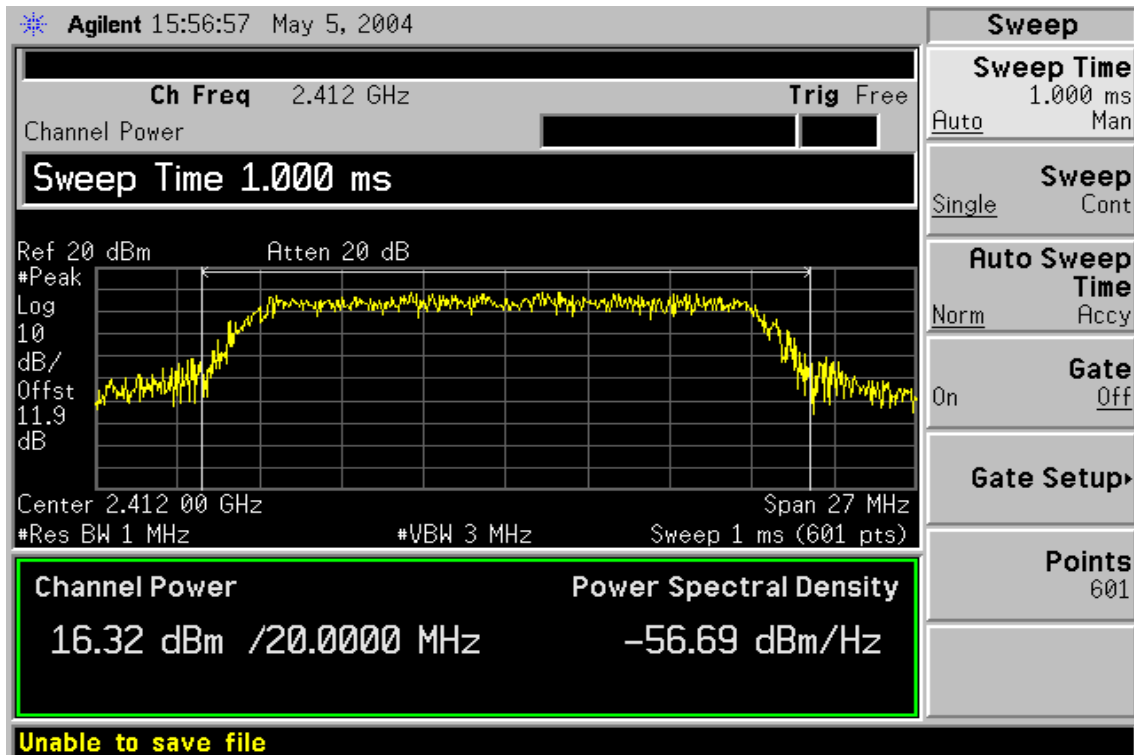 Agilent 15:56:57 May 5, 2004
Ch Freq 2.412 GHz Trig Free
Channel Power
Sweep Time 1.000 ms
Ref 20 dBm Atten 20 dB
#Peak
Log
10
dB/
Offst
11.9
dB
Center 2.412 00 GHz Span 27 MHz
#Res BW 1 MHz #VBW 3 MHz Sweep 1 ms (601 pts)
Channel Power Power Spectral Density
16.32 dBm /20.0000 MHz -56.69 dBm/Hz
Unable to save file
Sweep
Sweep Time
1.000 ms
Auto Man
Sweep
Single Cont
Auto Sweep
Time
Norm Accy
Gate
On Off
Gate Setup▸
Points
601